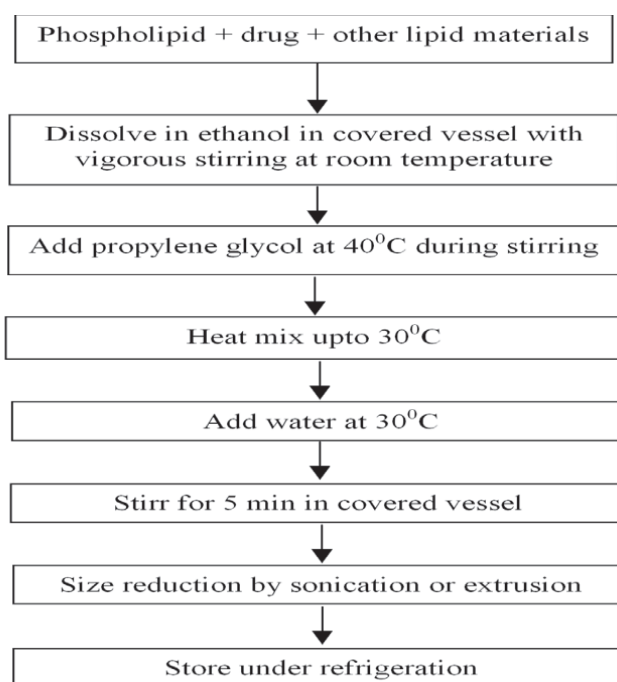 Phospholipid + drug + other lipid materials
Dissolve in ethanol in covered vessel with
vigorous stirring at room temperature
Add propylene glycol at 40⁰C during stirring
Heat mix upto 30⁰C
Add water at 30⁰C
Stirr for 5 min in covered vessel
Size reduction by sonication or extrusion
Store under refrigeration